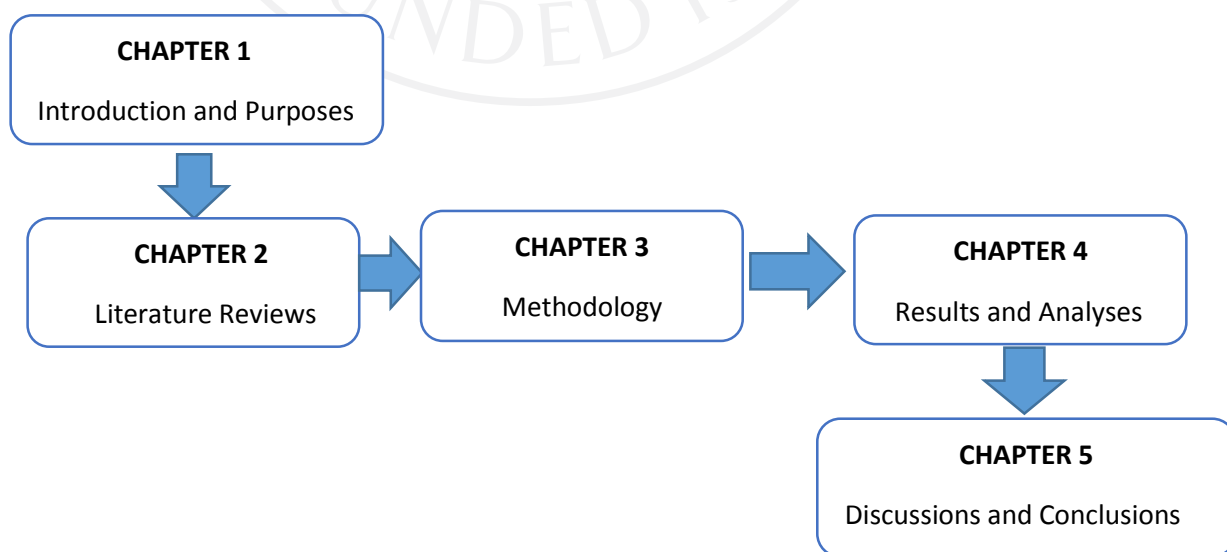 CHAPTER 1
Introduction and Purposes
CHAPTER 2
Literature Reviews
CHAPTER 3
Methodology
CHAPTER 4
Results and Analyses
CHAPTER 5
Discussions and Conclusions